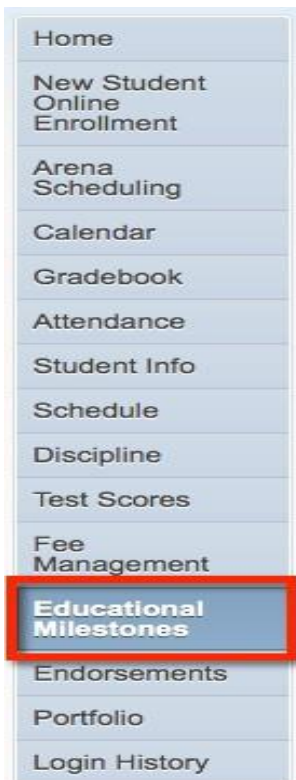 Home
New Student
Online
Enrollment
Arena
Scheduling
Calendar
Gradebook
Attendance
Student Info
Schedule
Discipline
Test Scores
Fee
Management
Educational
Milestones
Endorsements
Portfolio
Login History